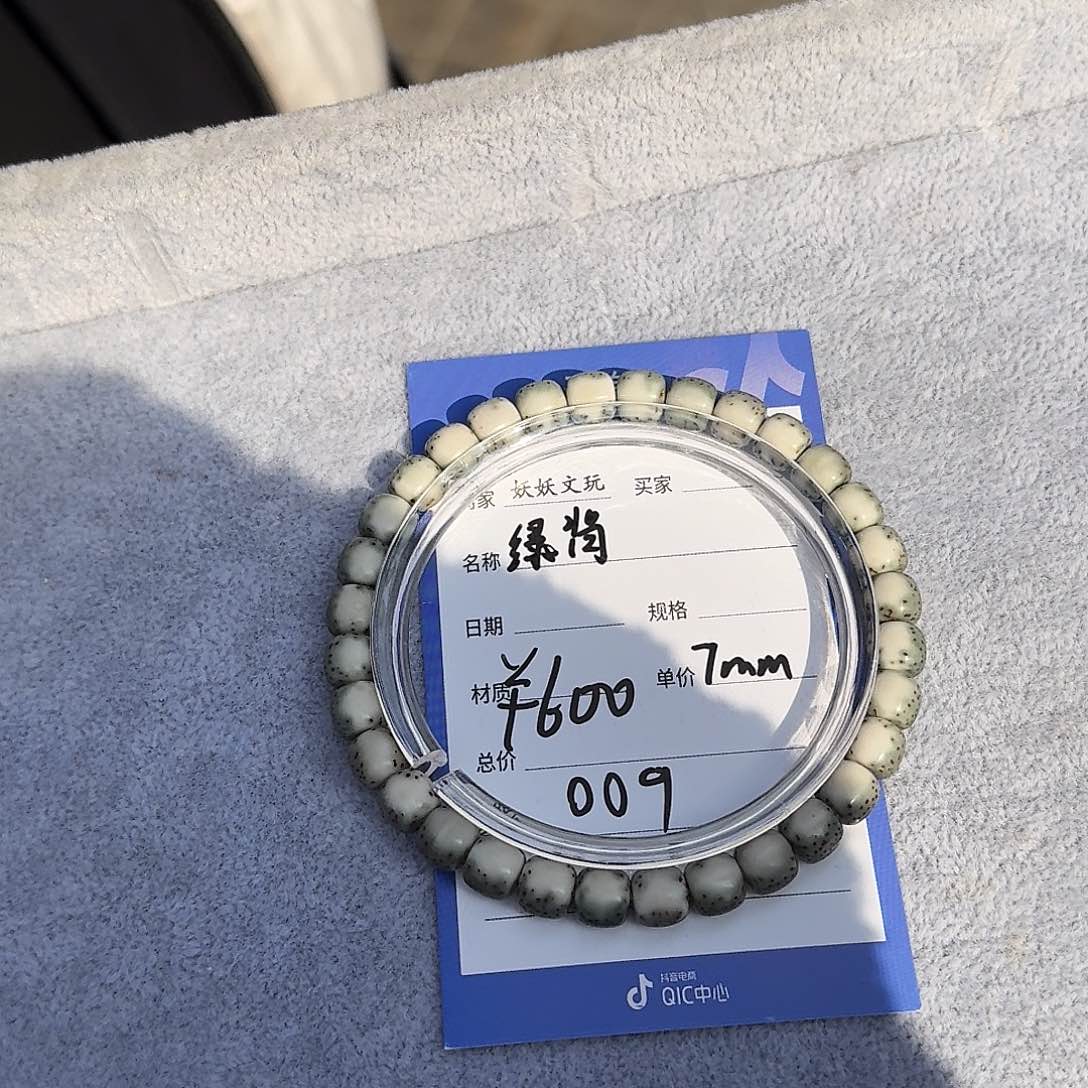 家 妖妖文玩 买家
名称 绿
日期 规格
材质 ¥600 单价 7mm
总价
009
抖音电商
QIC中心